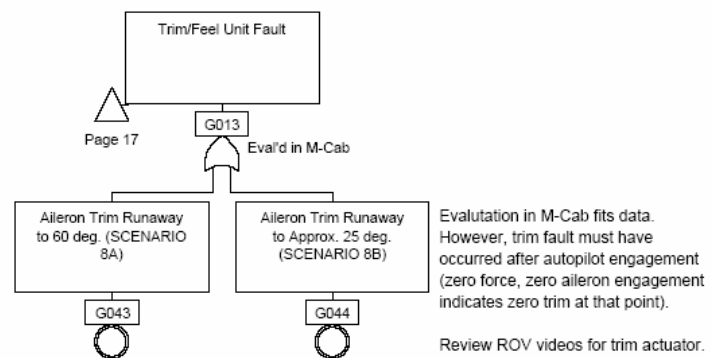 Trim/Feel Unit Fault
Page 17
G013
Eval'd in M-Cab
Aileron Trim Runaway
to 60 deg. (SCENARIO
8A)
Aileron Trim Runaway
to Approx. 25 deg.
(SCENARIO 8B)
Evalutation in M-Cab fits data.
However, trim fault must have
occurred after autopilot engagement
(zero force, zero aileron engagement
indicates zero trim at that point).
Review ROV videos for trim actuator.
G043
G044